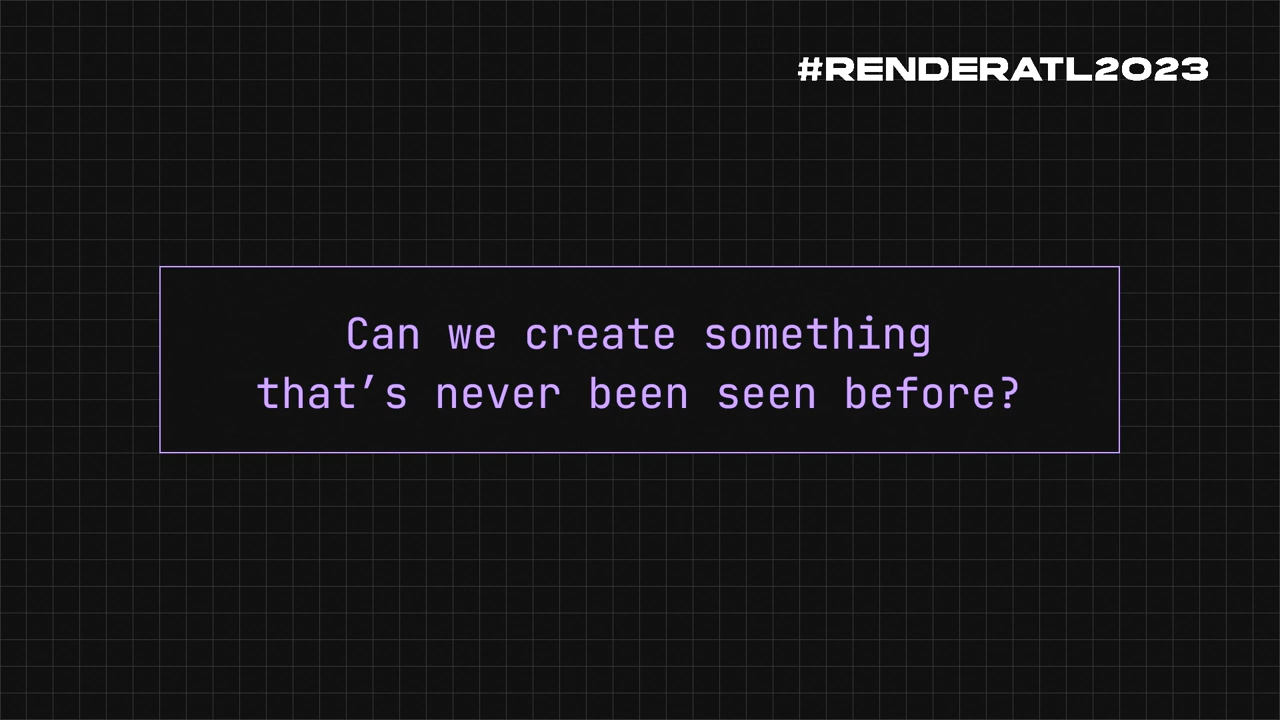 #RENDERATL2023
Can we create something
that’s never been seen before?